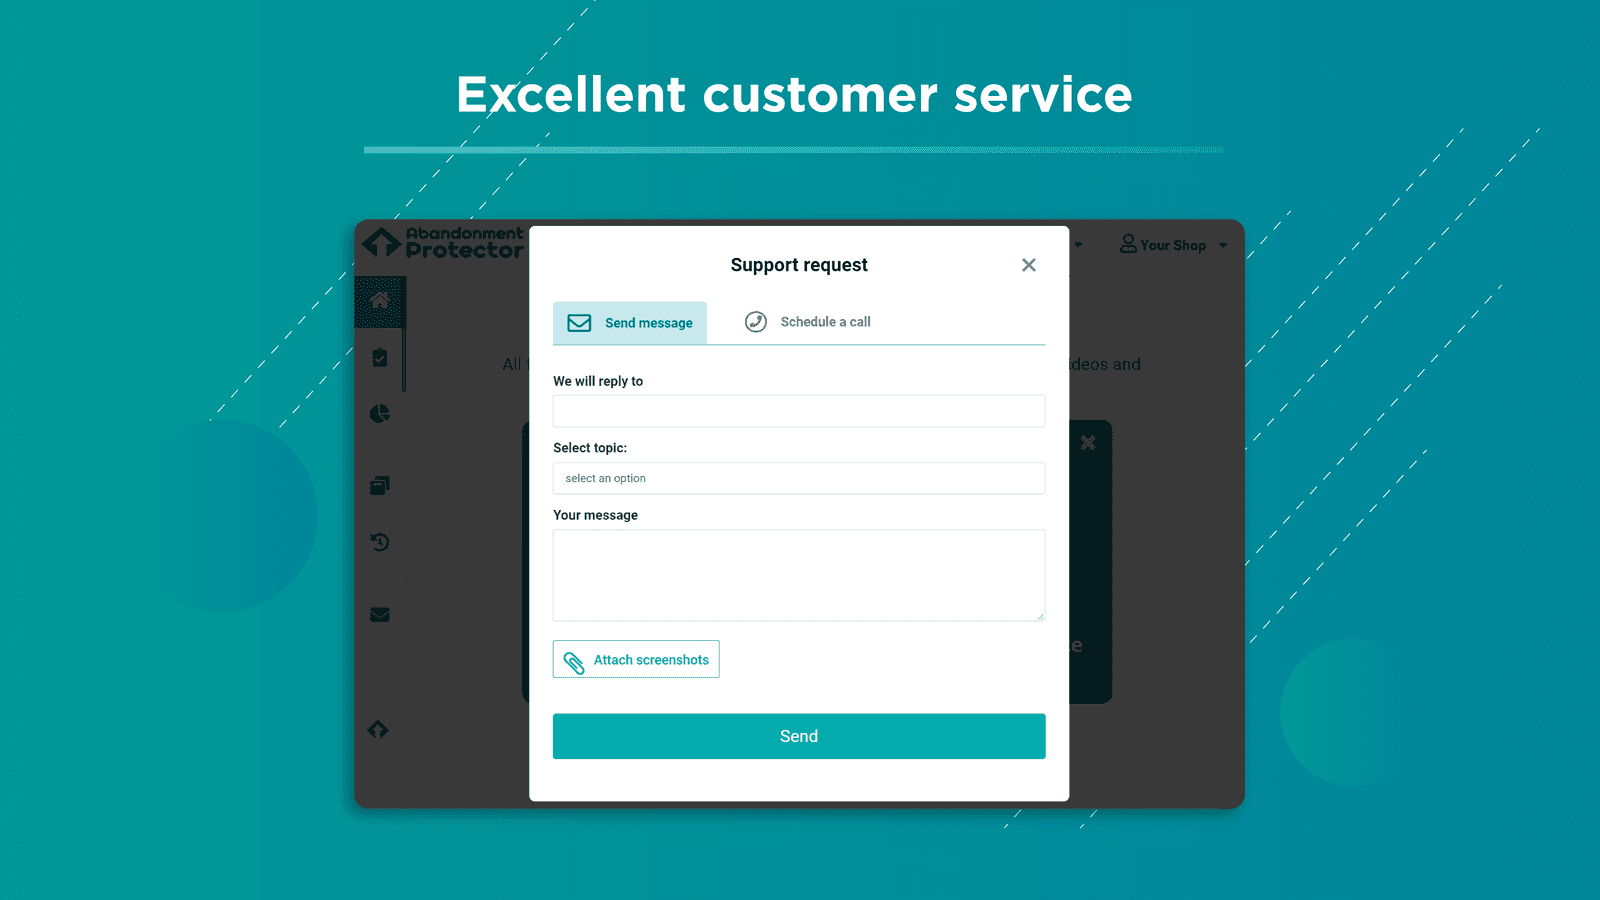 Excellent customer service
Abandonment
Protector
Your Shop
Support request
Send message
Schedule a call
All
ideos and
We will reply to
Select topic:
select an option
Your message
e
Attach screenshots
Send